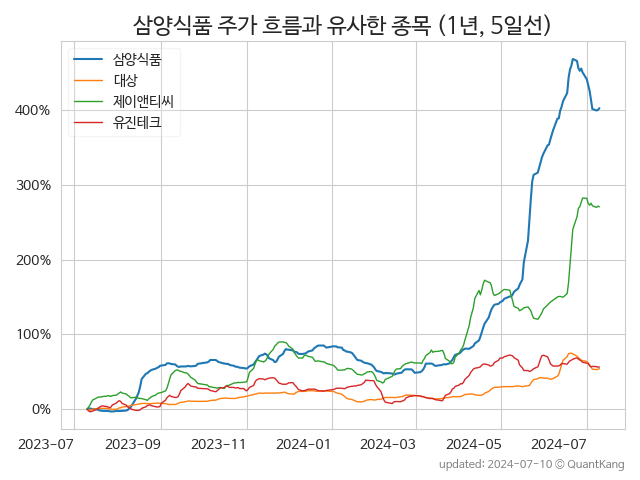 삼양식품 주가 흐름과 유사한 종목 (1년, 5일선)
삼양식품
대상
제이앤티씨
유진테크
400%
300%
200%
100%
0%
2023-07 2023-09 2023-11 2024-01 2024-03 2024-05 2024-07
updated: 2024-07-10 © QuantKang